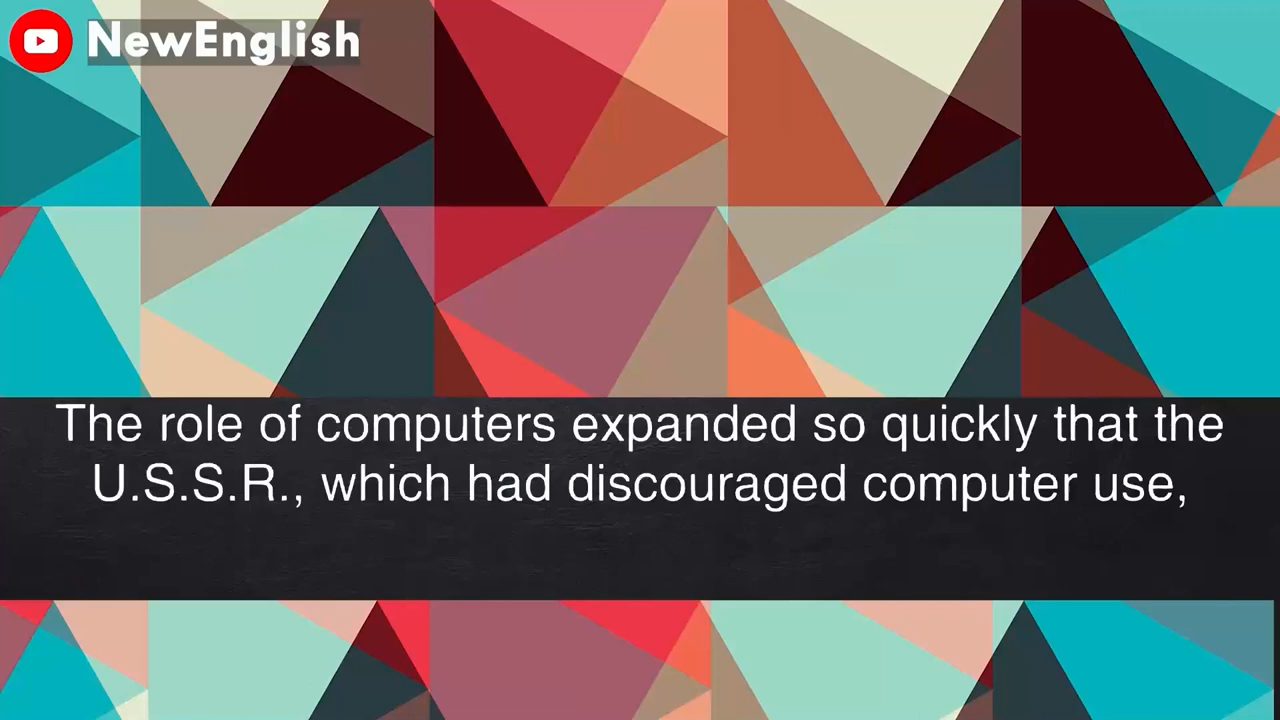 NewEnglish
The role of computers expanded so quickly that the
U.S.S.R., which had discouraged computer use,